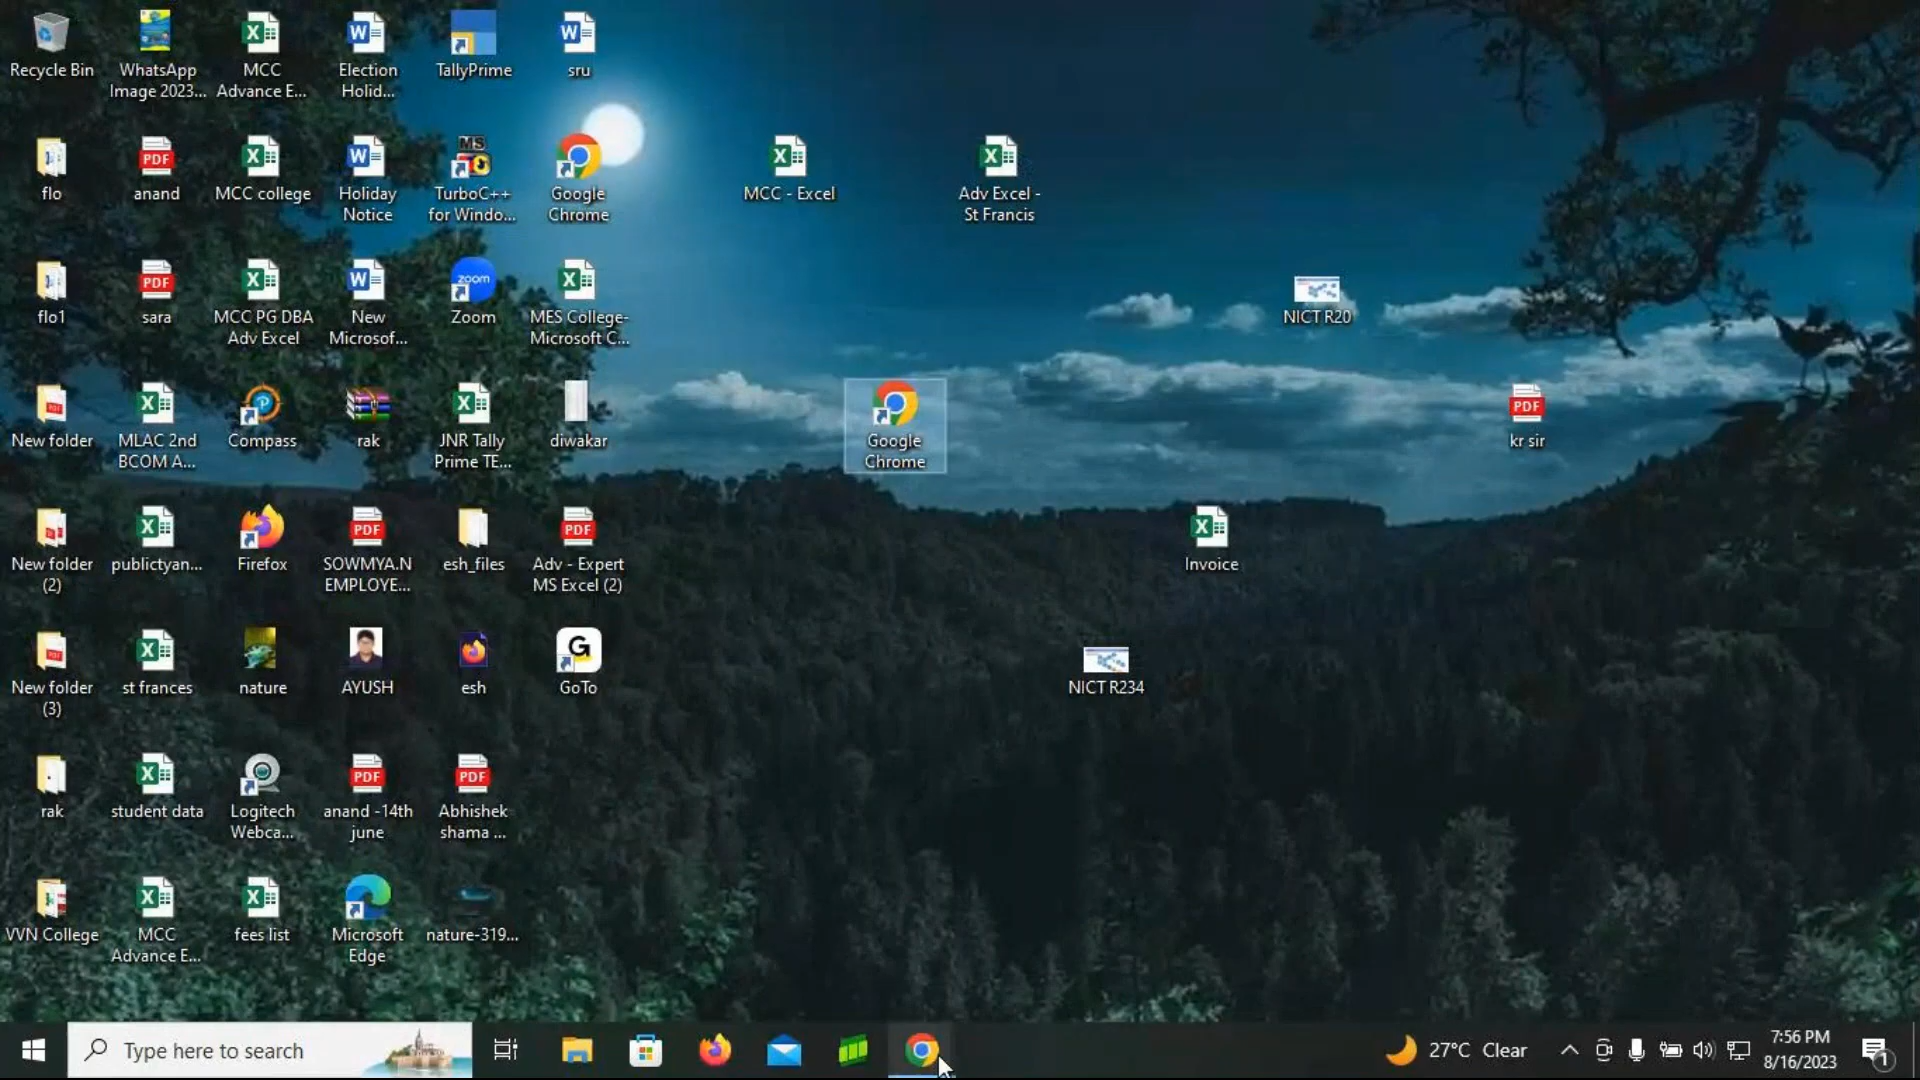 Recycle Bin
WhatsApp
Image 2023...
MCC
Advance E...
Election
Holid...
TallyPrime
sru
flo
anand
MCC college
Holiday
Notice
MS
TurboC++
for Windo...
Google
Chrome
MCC - Excel
Adv Excel -
St Francis
flo1
sara
MCC PG DBA
Adv Excel
New
Microsof...
zoom
Zoom
MES College-
Microsoft C...
NICT R20
New folder
MLAC 2nd
BCOM A...
Compass
rak
JNR Tally
Prime TE...
diwakar
Google
Chrome
PDF
kr sir
New folder
(2)
publictyan...
Firefox
SOWMYA.N
EMPLOYE...
esh_files
Adv - Expert
MS Excel (2)
Invoice
New folder
(3)
st frances
nature
AYUSH
esh
GoTo
NICT R234
rak
student data
Logitech
Webca...
anand -14th
june
Abhishek
shama ...
VVN College
MCC
Advance E...
fees list
Microsoft
Edge
nature-319...
Type here to search
27°C Clear
7:56 PM
8/16/2023
1